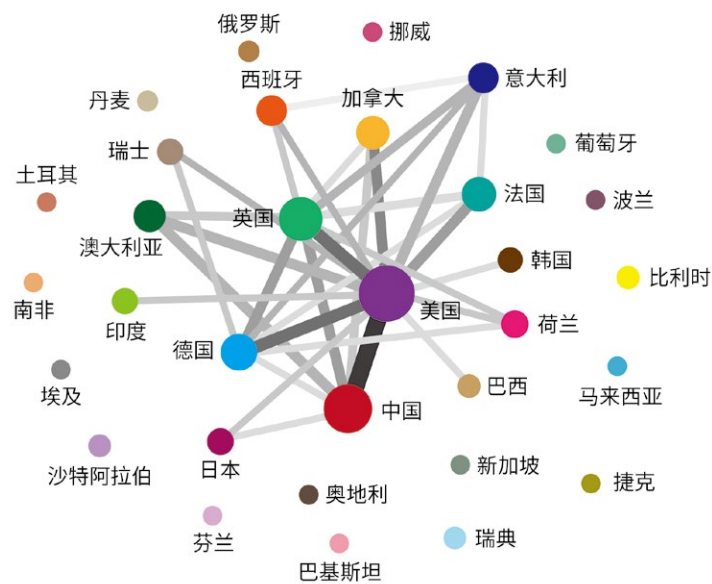 俄罗斯
挪威
西班牙
加拿大
意大利
丹麦
瑞士
葡萄牙
土耳其
英国
法国
波兰
澳大利亚
韩国
比利时
南非
印度
美国
荷兰
德国
埃及
巴西
马来西亚
中国
沙特阿拉伯
日本
新加坡
捷克
奥地利
芬兰
瑞典
巴基斯坦